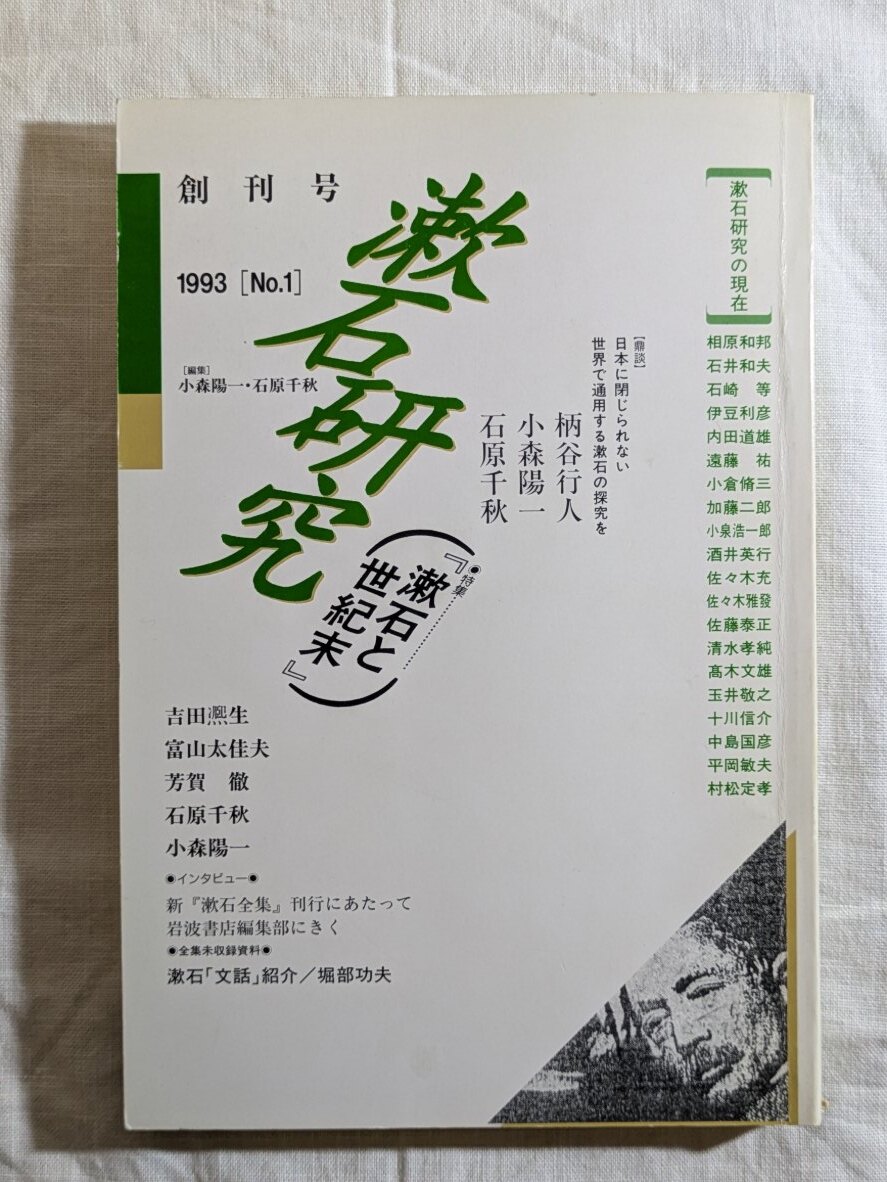 創刊号
1993 [No.1]
[編集]
小森陽一・石原千秋
漱石研究
●特集
『漱石と
世紀末』
[鼎談]
日本に閉じられない
世界で通用する漱石の探究を
柄谷行人
小森陽一
石原千秋
[漱石研究の現在]
相原和邦
石井和夫
石崎 等
伊豆利彦
内田道雄
遠藤 祐
小倉脩三
加藤二郎
小泉浩一郎
酒井英行
佐々木充
佐々木雅發
佐藤泰正
清水孝純
髙木文雄
玉井敬之
十川信介
中島国彦
平岡敏夫
村松定孝
吉田凞生
富山太佳夫
芳賀 徹
石原千秋
小森陽一
●インタビュー●
新『漱石全集』刊行にあたって
岩波書店編集部にきく
●全集未収録資料●
漱石「文話」紹介／堀部功夫